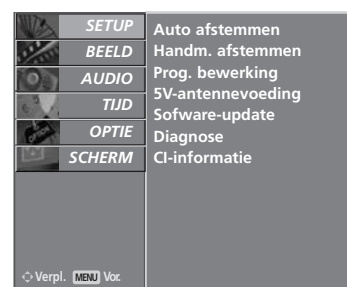 SETUP
BEELD
AUDIO
TIJD
OPTIE
SCHERM
Auto afstemmen
Handm. afstemmen
Prog. bewerking
5V-antennevoeding
Sofware-update
Diagnose
CI-informatie
Verpl. MENU Vor.